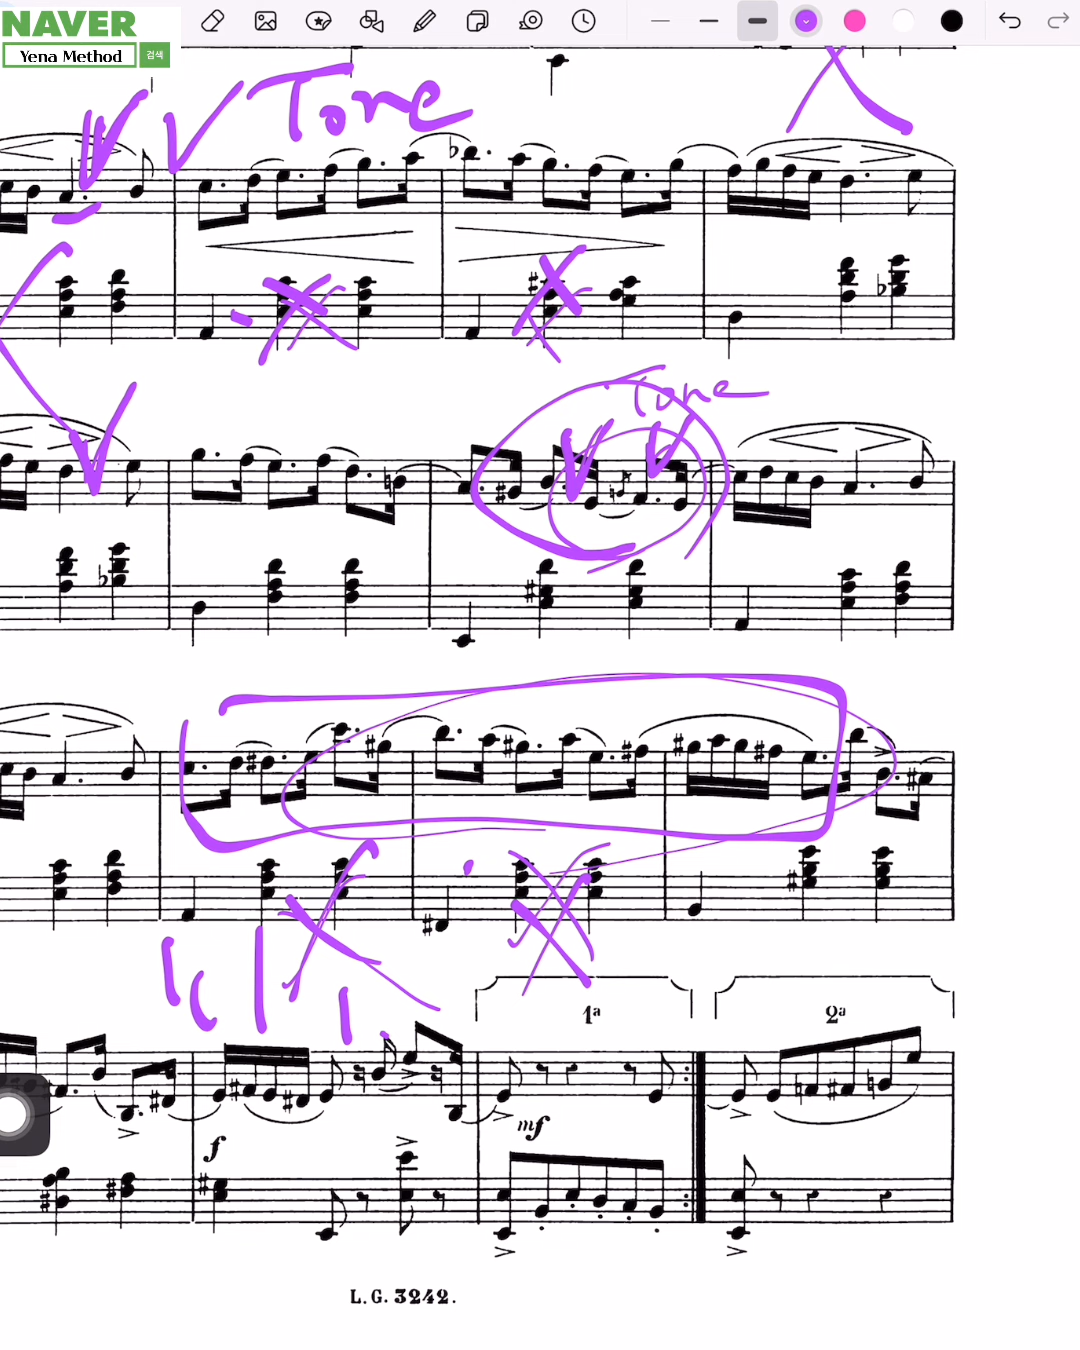 NAVER
Yena Method 검색
Tone
Tone
1ª 2ª
f mf
L.G. 3242.